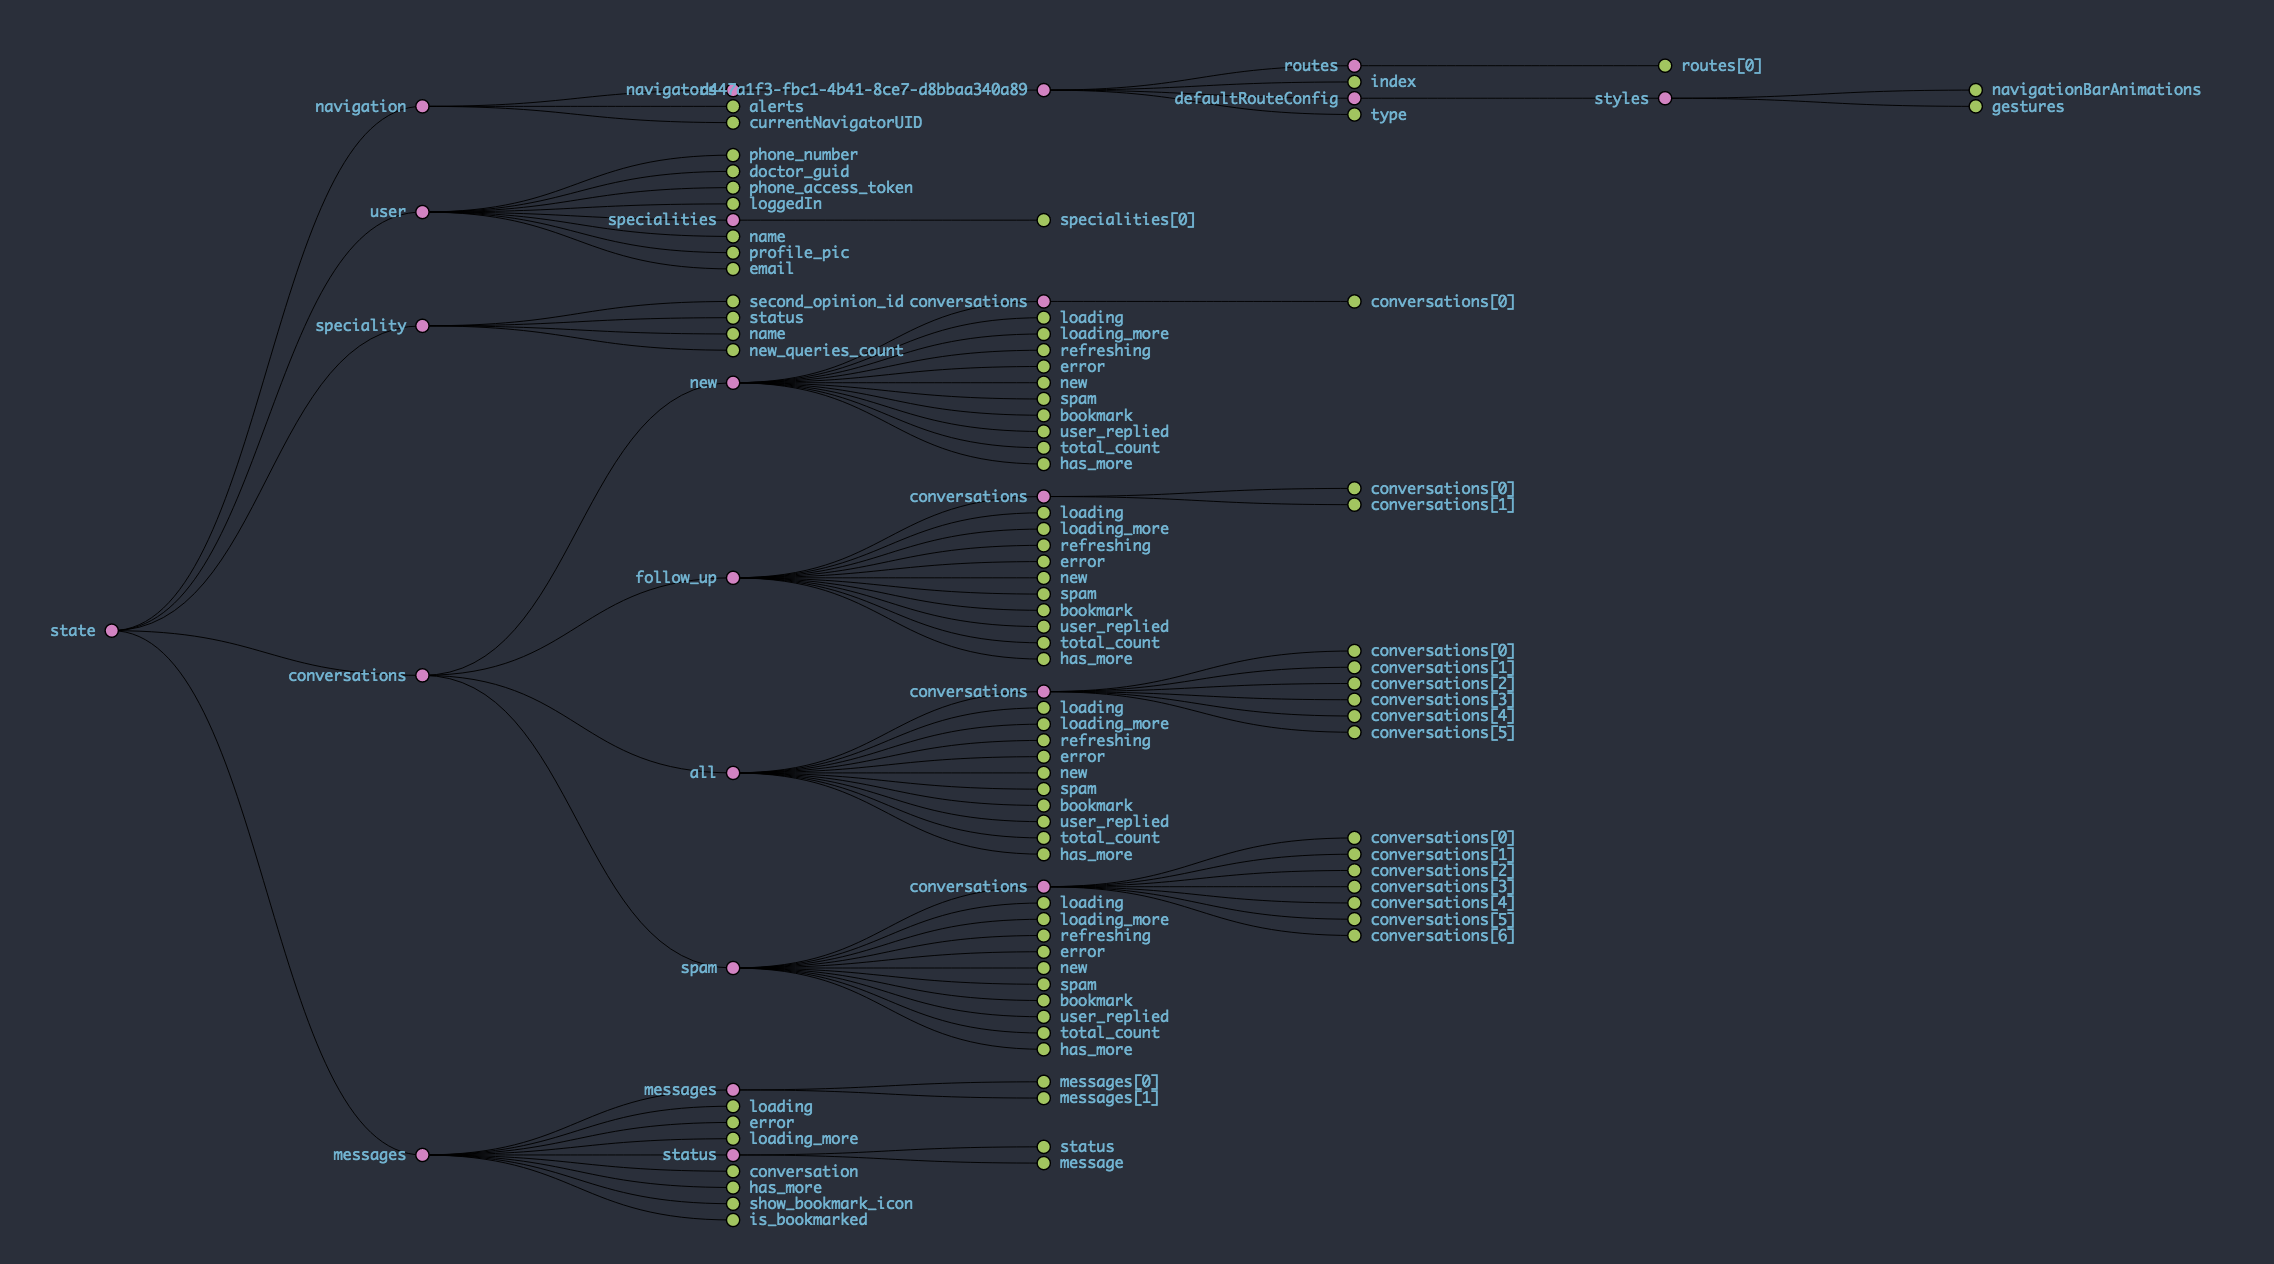 routes
routes[0]
index
navigators
d8bbaa340a89
navigationBarAnimations
defaultRouteConfig
styles
navigation
alerts
gestures
type
currentNavigatorUID
phone_number
doctor_guid
phone_access_token
loggedIn
user
specialities
specialities[0]
name
profile_pic
email
second_opinion_id
conversations
conversations[0]
status
loading
speciality
name
loading_more
new_queries_count
refreshing
error
new
new
spam
bookmark
user_replied
total_count
has_more
conversations
conversations[0]
conversations[1]
loading
loading_more
refreshing
error
follow_up
new
spam
bookmark
user_replied
total_count
has_more
state
conversations
conversations
conversations[0]
conversations[1]
conversations[2]
conversations[3]
conversations[4]
conversations[5]
loading
loading_more
refreshing
error
all
new
spam
bookmark
user_replied
total_count
has_more
conversations
conversations[0]
conversations[1]
conversations[2]
conversations[3]
conversations[4]
conversations[5]
conversations[6]
loading
loading_more
refreshing
error
spam
new
spam
bookmark
user_replied
total_count
has_more
messages
messages[0]
messages[1]
loading
error
loading_more
messages
status
status
message
conversation
has_more
show_bookmark_icon
is_bookmarked